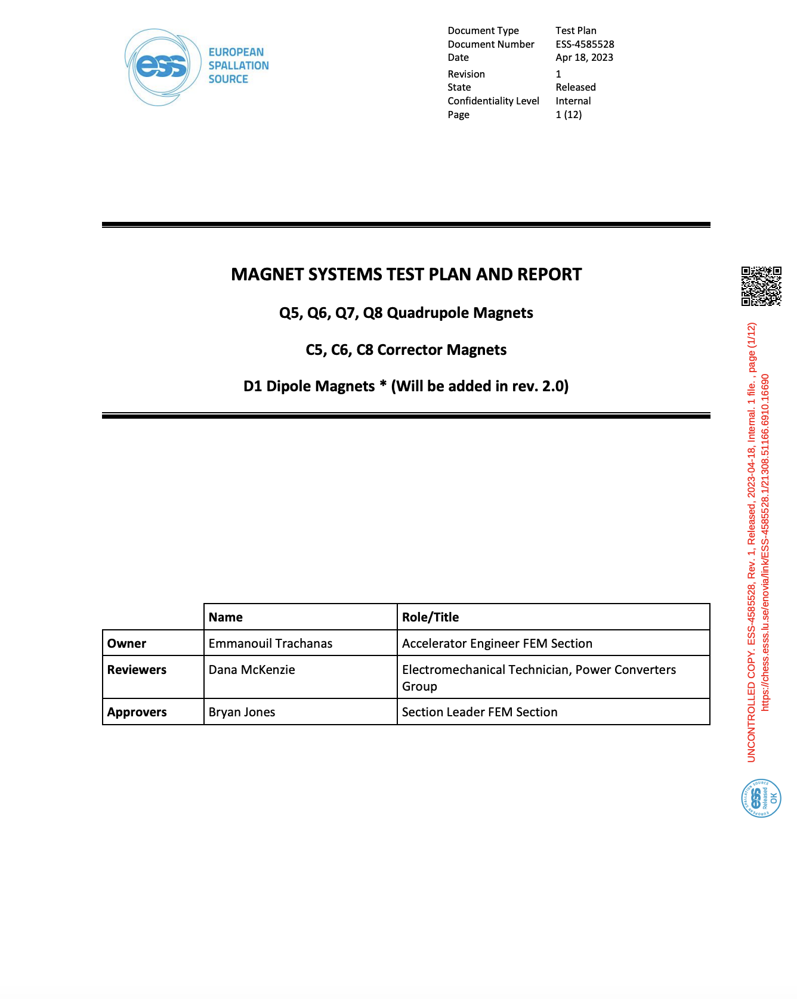 ess
EUROPEAN
SPALLATION
SOURCE
Document Type Test Plan
Document Number ESS-4585528
Date Apr 18, 2023
Revision 1
State Released
Confidentiality Level Internal
Page 1 (12)
MAGNET SYSTEMS TEST PLAN AND REPORT
Q5, Q6, Q7, Q8 Quadrupole Magnets
C5, C6, C8 Corrector Magnets
D1 Dipole Magnets * (Will be added in rev. 2.0)
Name Role/Title
Owner Emmanouil Trachanas Accelerator Engineer FEM Section
Reviewers Dana McKenzie Electromechanical Technician, Power Converters
Group
Approvers Bryan Jones Section Leader FEM Section
UNCONTROLLED COPY. ESS-4585528, Rev. 1, Released, 2023-04-18, Internal. 1 file. , page (1/12)
https://chess.esss.lu.se/enovia/link/ESS-4585528.1/21308.51166.6910.16690
EUROPEAN SPALLATION SOURCE
ess
Released
OK